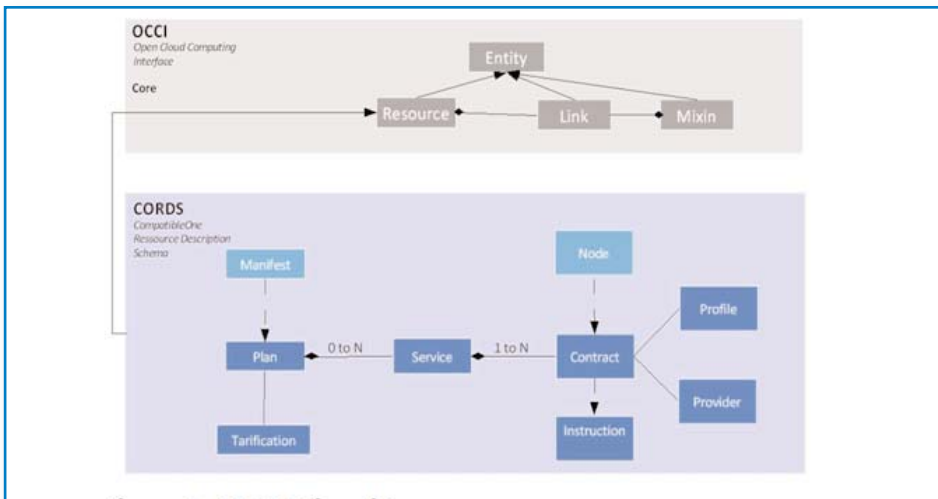 OCCI
Open Cloud Computing
Interface
Core
Entity
Resource
Link
Mixin
CORDS
CompatibleOne
Ressource Description
Schema
Manifest
Node
Profile
Plan
0 to N
Service
1 to N
Contract
Provider
Tarification
Instruction